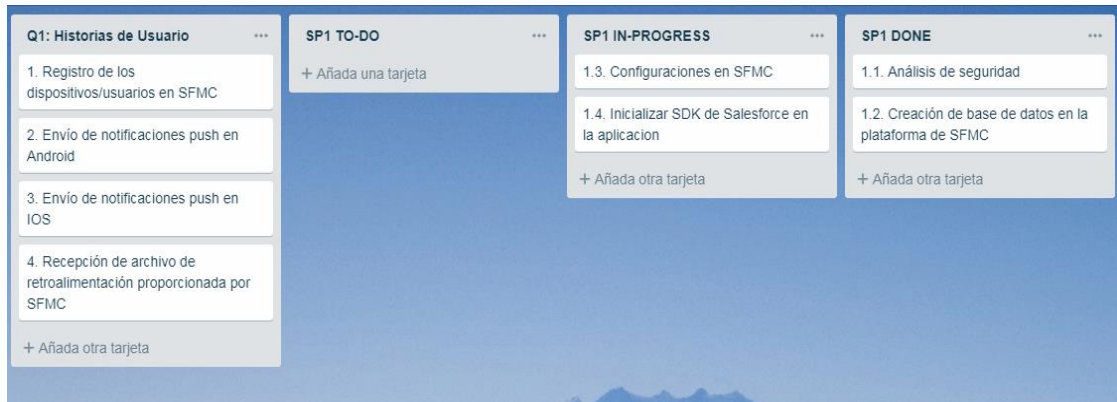 Q1: Historias de Usuario
1. Registro de los
dispositivos/usuarios en SFMC
2. Envío de notificaciones push en
Android
3. Envío de notificaciones push en
IOS
4. Recepción de archivo de
retroalimentación proporcionada por
SFMC
+ Añada otra tarjeta
SP1 TO-DO
+ Añada una tarjeta
SP1 IN-PROGRESS
1.3. Configuraciones en SFMC
1.4. Inicializar SDK de Salesforce en
la aplicacion
+ Añada otra tarjeta
SP1 DONE
1.1. Análisis de seguridad
1.2. Creación de base de datos en la
plataforma de SFMC
+ Añada otra tarjeta